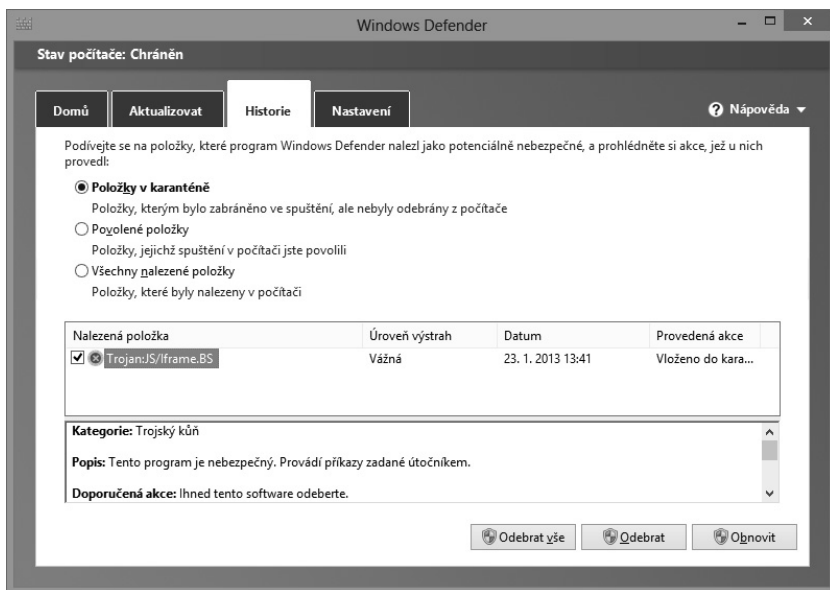 Windows Defender
Stav počítače: Chráněn
Domů
Aktualizovat
Historie
Nastavení
Nápověda
Podívejte se na položky, které program Windows Defender nalezl jako potenciálně nebezpečné, a prohlédněte si akce, jež u nich
provedl:
Položky v karanténě
Položky, kterým bylo zabráněno ve spuštění, ale nebyly odebrány z počítače
Povolené položky
Položky, jejichž spuštění v počítači jste povolili
Všechny nalezené položky
Položky, které byly nalezeny v počítači
Nalezená položka Úroveň výstrah Datum Provedená akce
Trojan:JS/Iframe.BS Vážná 23. 1. 2013 13:41 Vloženo do kara...
Kategorie: Trojský kůň
Popis: Tento program je nebezpečný. Provádí příkazy zadané útočníkem.
Doporučená akce: Ihned tento software odeberte.
Odebrat vše
Odebrat
Obnovit